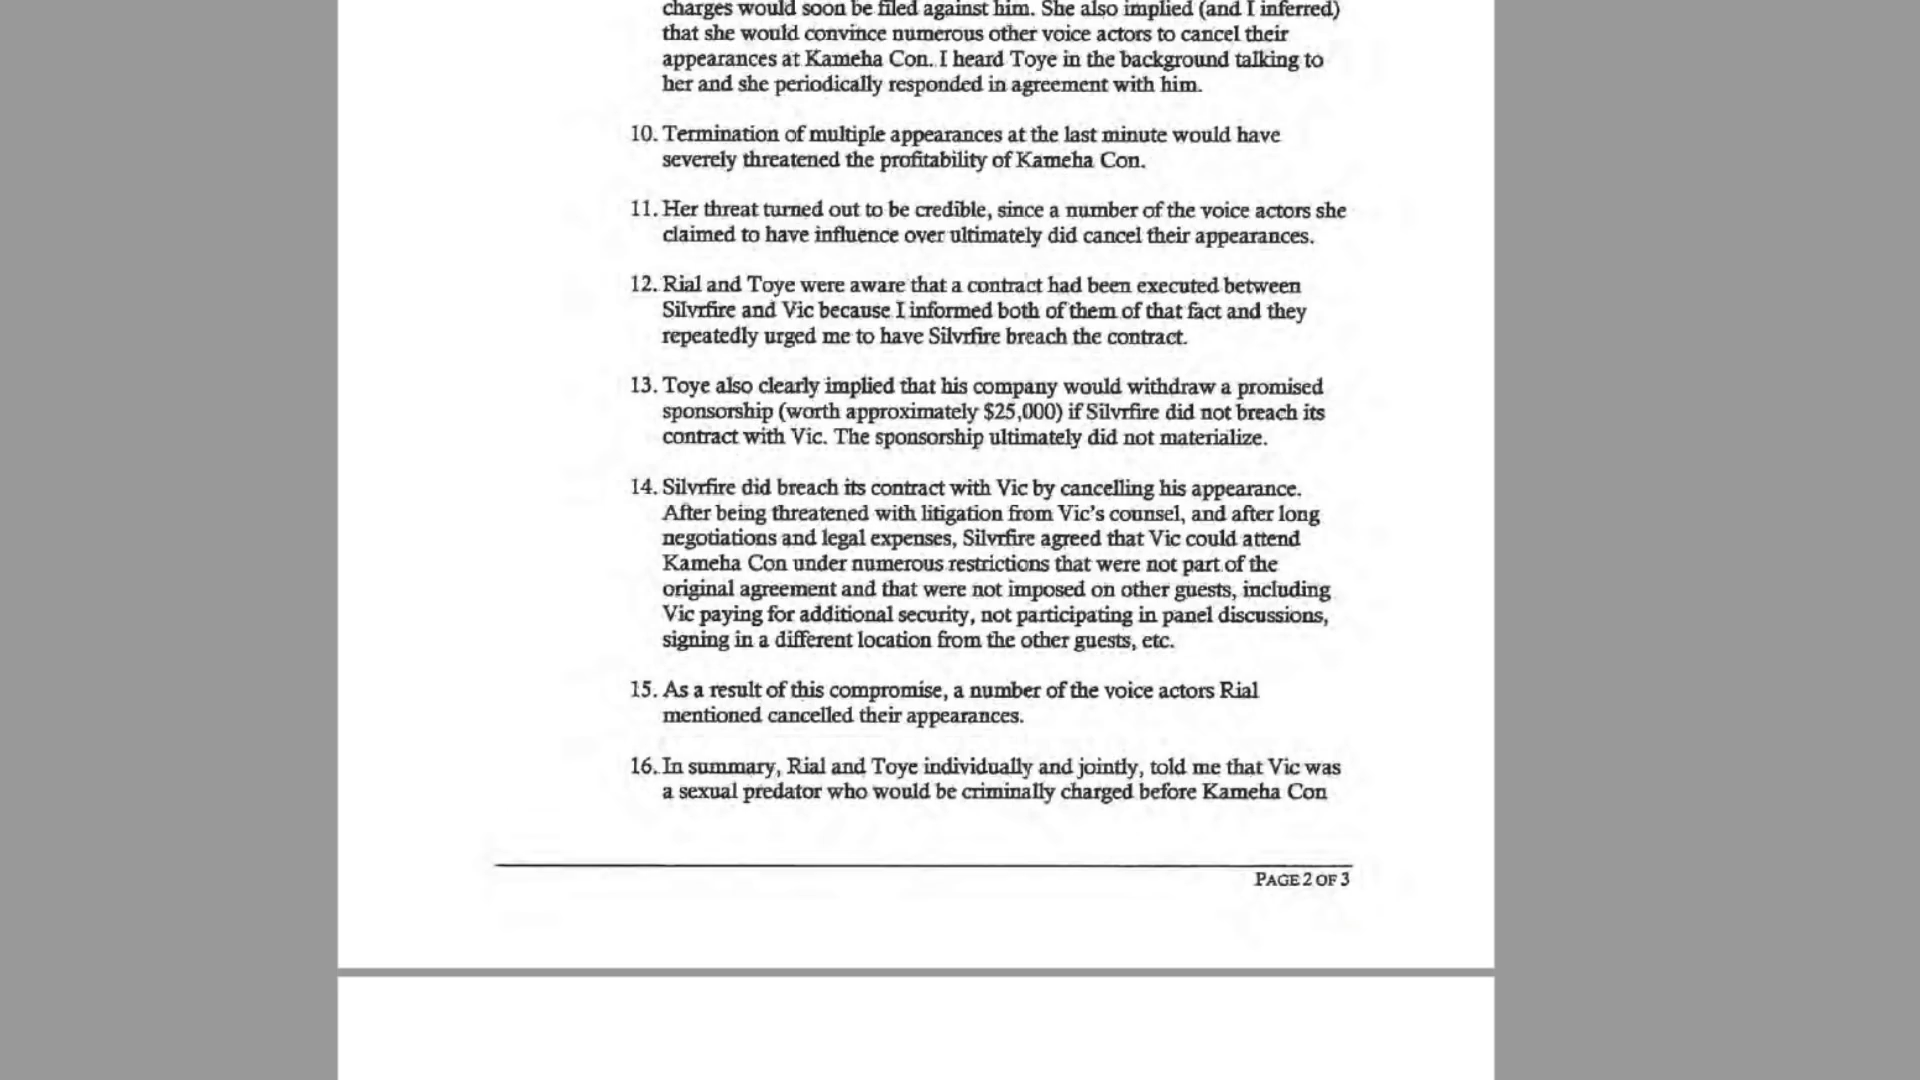 charges would soon be filed against him. She also implied (and I inferred)
that she would convince numerous other voice actors to cancel their
appearances at Kameha Con. I heard Toye in the background talking to
her and she periodically responded in agreement with him.
10. Termination of multiple appearances at the last minute would have
severely threatened the profitability of Kameha Con.
11. Her threat turned out to be credible, since a number of the voice actors she
claimed to have influence over ultimately did cancel their appearances.
12. Rial and Toye were aware that a contract had been executed between
Silvrfire and Vic because I informed both of them of that fact and they
repeatedly urged me to have Silvrfire breach the contract.
13. Toye also clearly implied that his company would withdraw a promised
sponsorship (worth approximately $25,000) if Silvrfire did not breach its
contract with Vic. The sponsorship ultimately did not materialize.
14. Silvrfire did breach its contract with Vic by cancelling his appearance.
After being threatened with litigation from Vic's counsel, and after long
negotiations and legal expenses, Silvrfire agreed that Vic could attend
Kameha Con under numerous restrictions that were not part of the
original agreement and that were not imposed on other guests, including
Vic paying for additional security, not participating in panel discussions,
signing in a different location from the other guests, etc.
15. As a result of this compromise, a number of the voice actors Rial
mentioned cancelled their appearances.
16. In summary, Rial and Toye individually and jointly, told me that Vic was
a sexual predator who would be criminally charged before Kameha Con
PAGE 2 OF 3